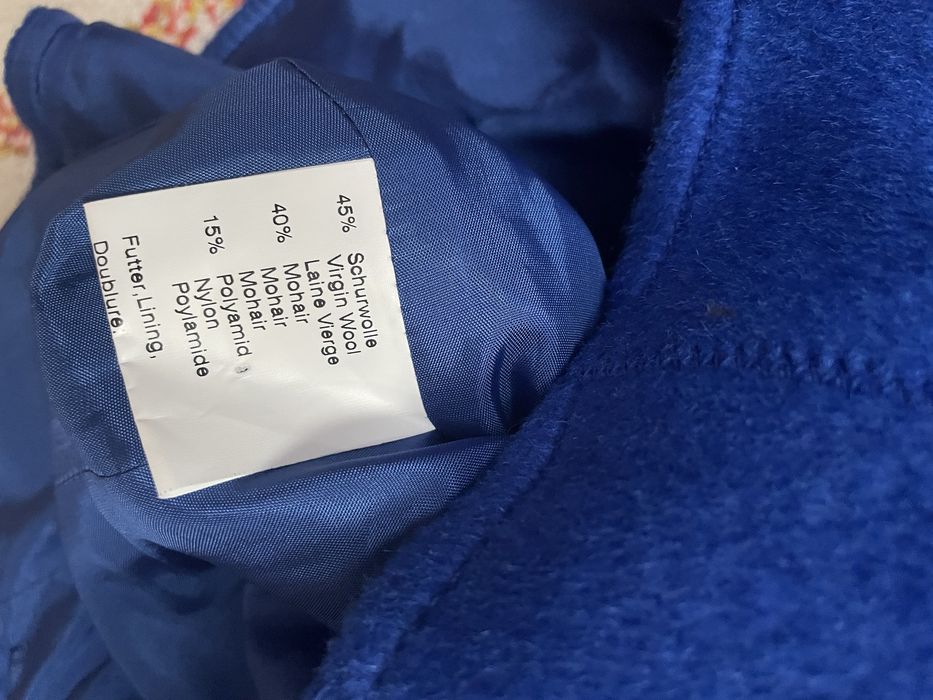 45% Schurwolle
Virgin Wool
Laine Vierge
40% Mohair
Mohair
Mohair
15% Polyamid
Nylon
Poylamide
Futter,Lining,
Doublure: